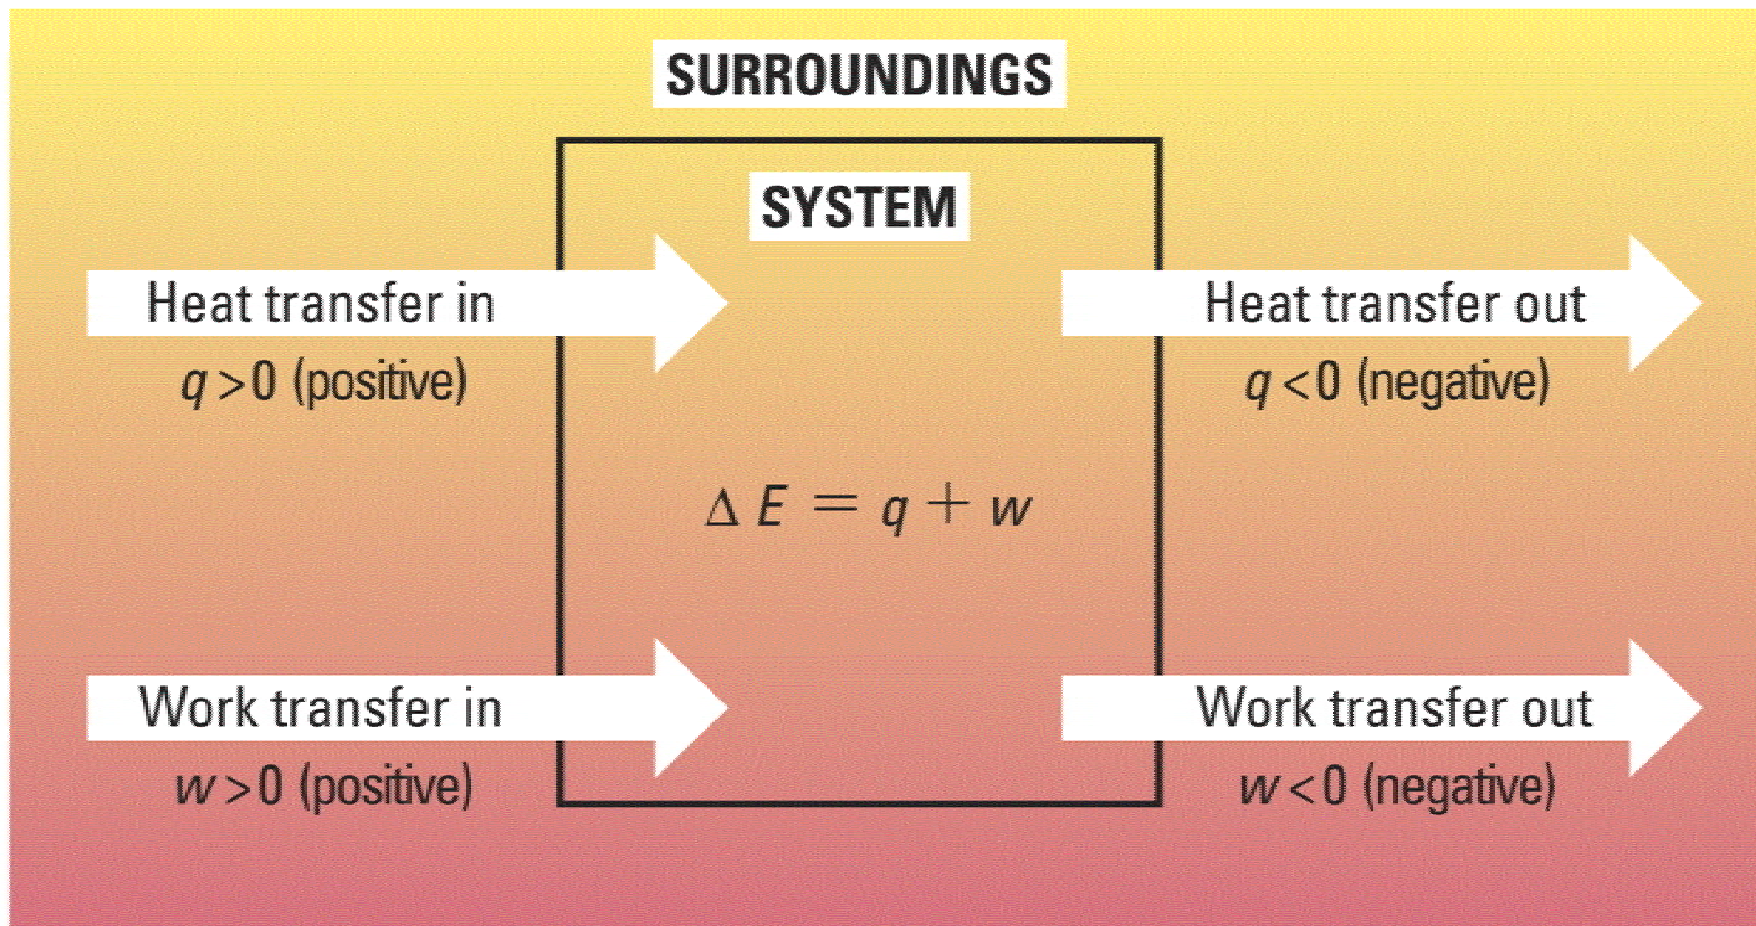 SURROUNDINGS
SYSTEM
Heat transfer in
q > 0 (positive)
Heat transfer out
q < 0 (negative)
Δ E = q + w
Work transfer in
w > 0 (positive)
Work transfer out
w < 0 (negative)